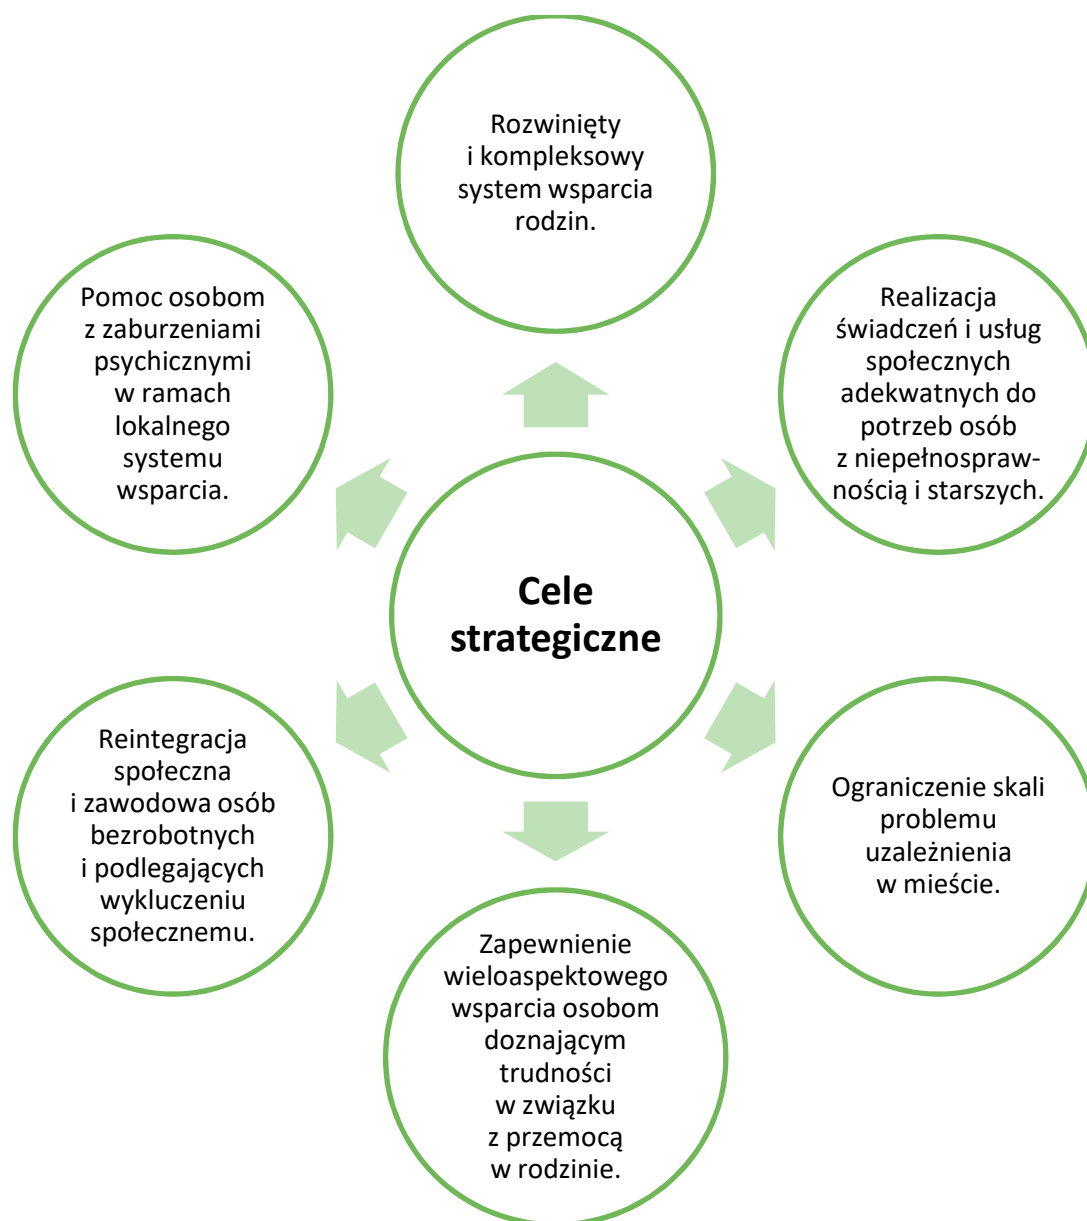 Rozwinięty
i kompleksowy
system wsparcia
rodzin.
Pomoc osobom
z zaburzeniami
psychicznymi
w ramach
lokalnego
systemu
wsparcia.
Realizacja
świadczeń i usług
społecznych
adekwatnych do
potrzeb osób
z niepełnospraw-
nością i starszych.
Cele
strategiczne
Reintegracja
społeczna
i zawodowa osób
bezrobotnych
i podlegających
wykluczeniu
społecznemu.
Ograniczenie skali
problemu
uzależnienia
w mieście.
Zapewnienie
wieloaspektowego
wsparcia osobom
doznającym
trudności
w związku
z przemocą
w rodzinie.